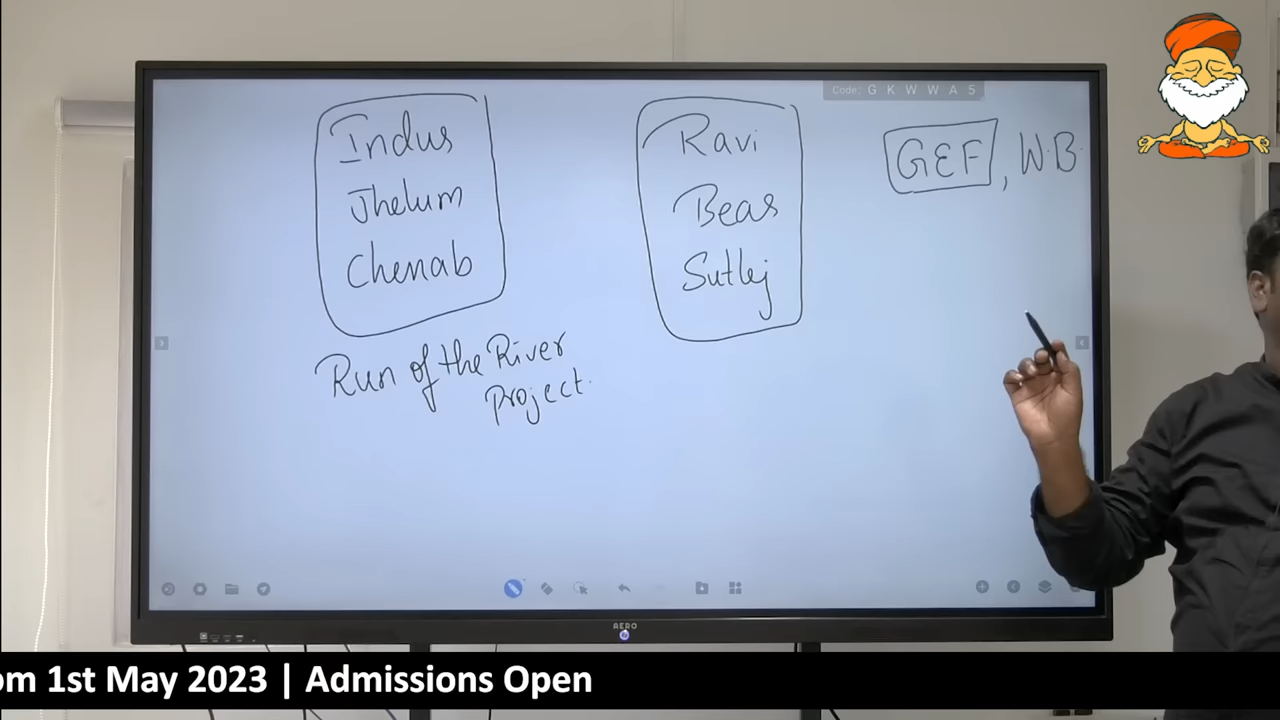 Code: G K W W A 5
Indus
Jhelum
Chenab
Run of the River
Project.
Ravi
Beas
Sutlej
GEF, W.B.
AERO
om 1st May 2023 | Admissions Open